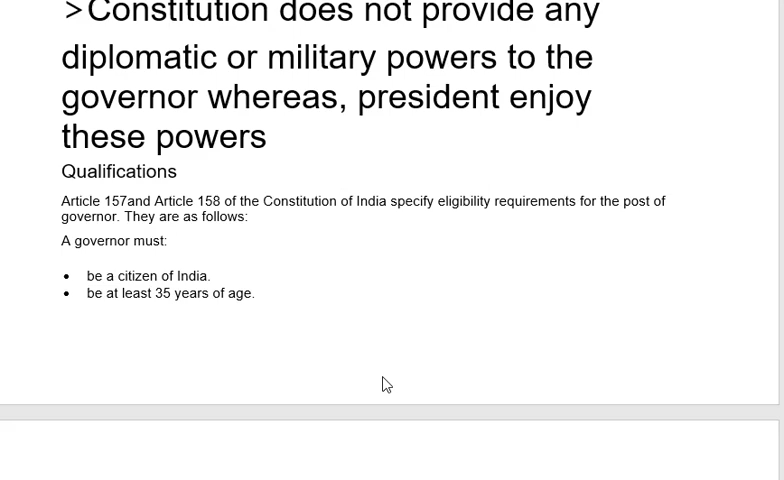 >Constitution does not provide any
diplomatic or military powers to the
governor whereas, president enjoy
these powers
Qualifications
Article 157and Article 158 of the Constitution of India specify eligibility requirements for the post of
governor. They are as follows:
A governor must:
• be a citizen of India.
• be at least 35 years of age.